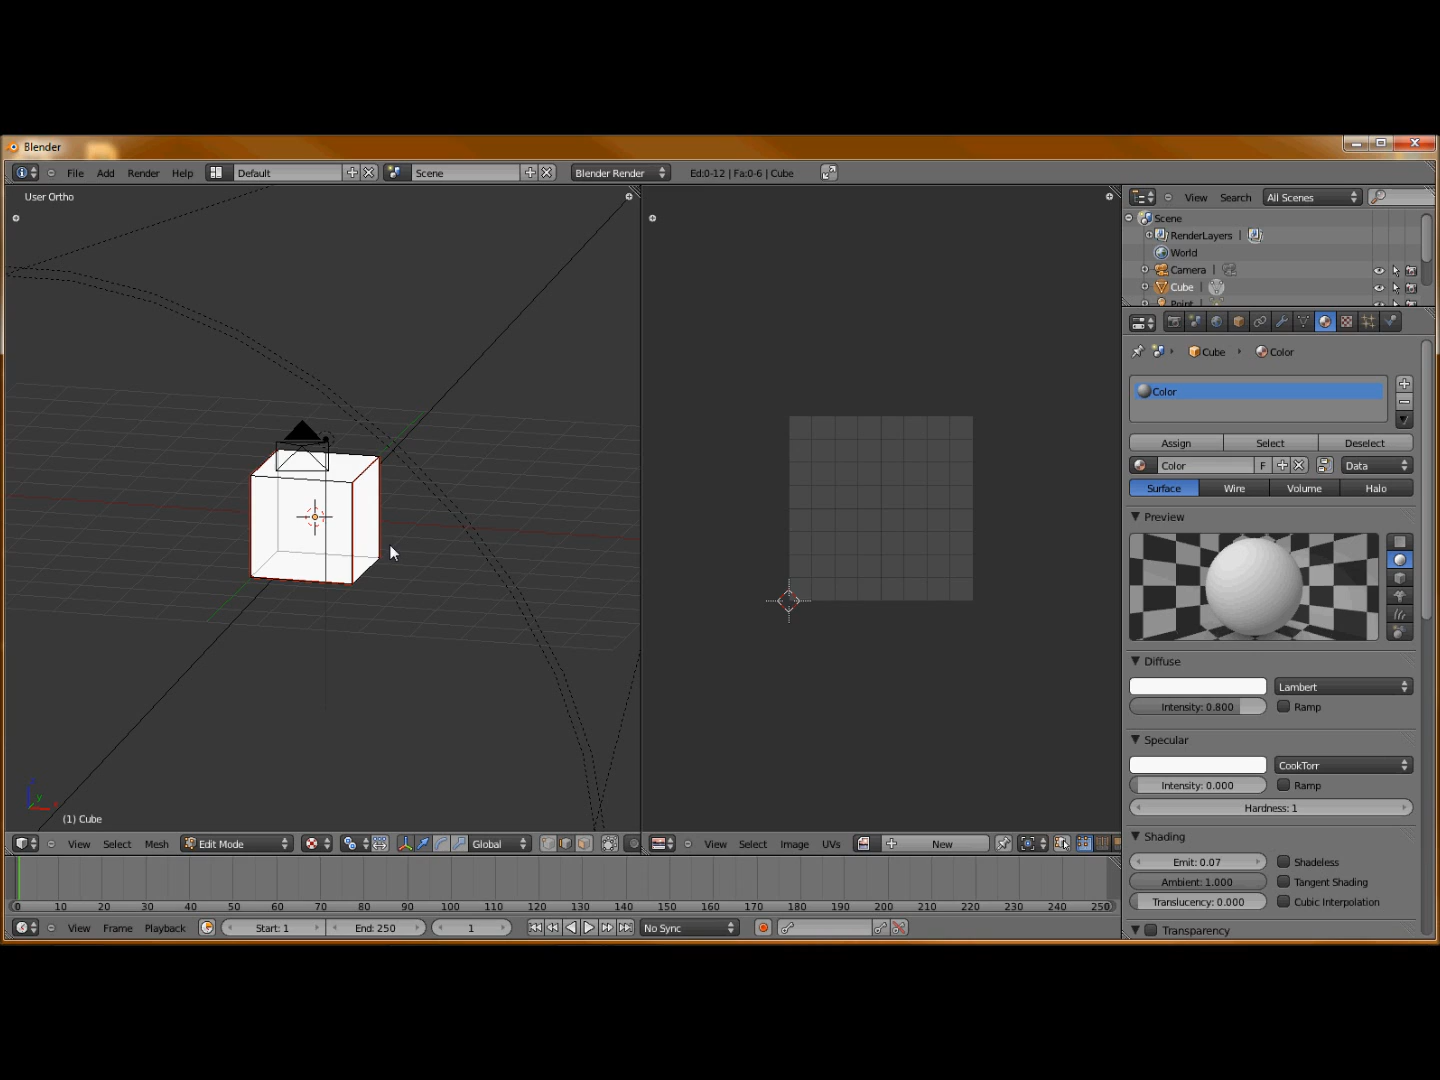 Blender
File Add Render Help Default Scene Blender Render Ed:0-12 | Fa:0-6 | Cube
User Ortho
View Search All Scenes
Scene
RenderLayers |
World
Camera |
Cube |
Point |
Cube Color
Color
Assign Select Deselect
Color F Data
Surface Wire Volume Halo
Preview
Diffuse
Lambert
Intensity: 0.800 Ramp
Specular
CookTorr
Intensity: 0.000 Ramp
Hardness: 1
Shading
Emit: 0.07 Shadeless
Ambient: 1.000 Tangent Shading
Translucency: 0.000 Cubic Interpolation
Transparency
(1) Cube
View Select Mesh Edit Mode Global
View Select Image UVs New
0 10 20 30 40 50 60 70 80 90 100 110 120 130 140 150 160 170 180 190 200 210 220 230 240 250
View Frame Playback Start: 1 End: 250 1 No Sync